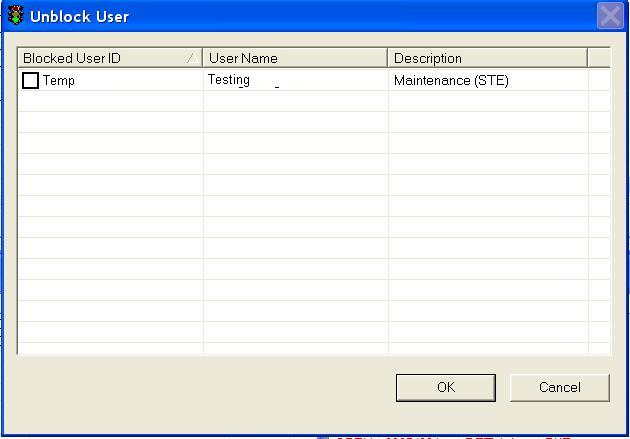 Unblock User
Blocked User ID User Name Description
Temp Testing Maintenance (STE)
OK Cancel